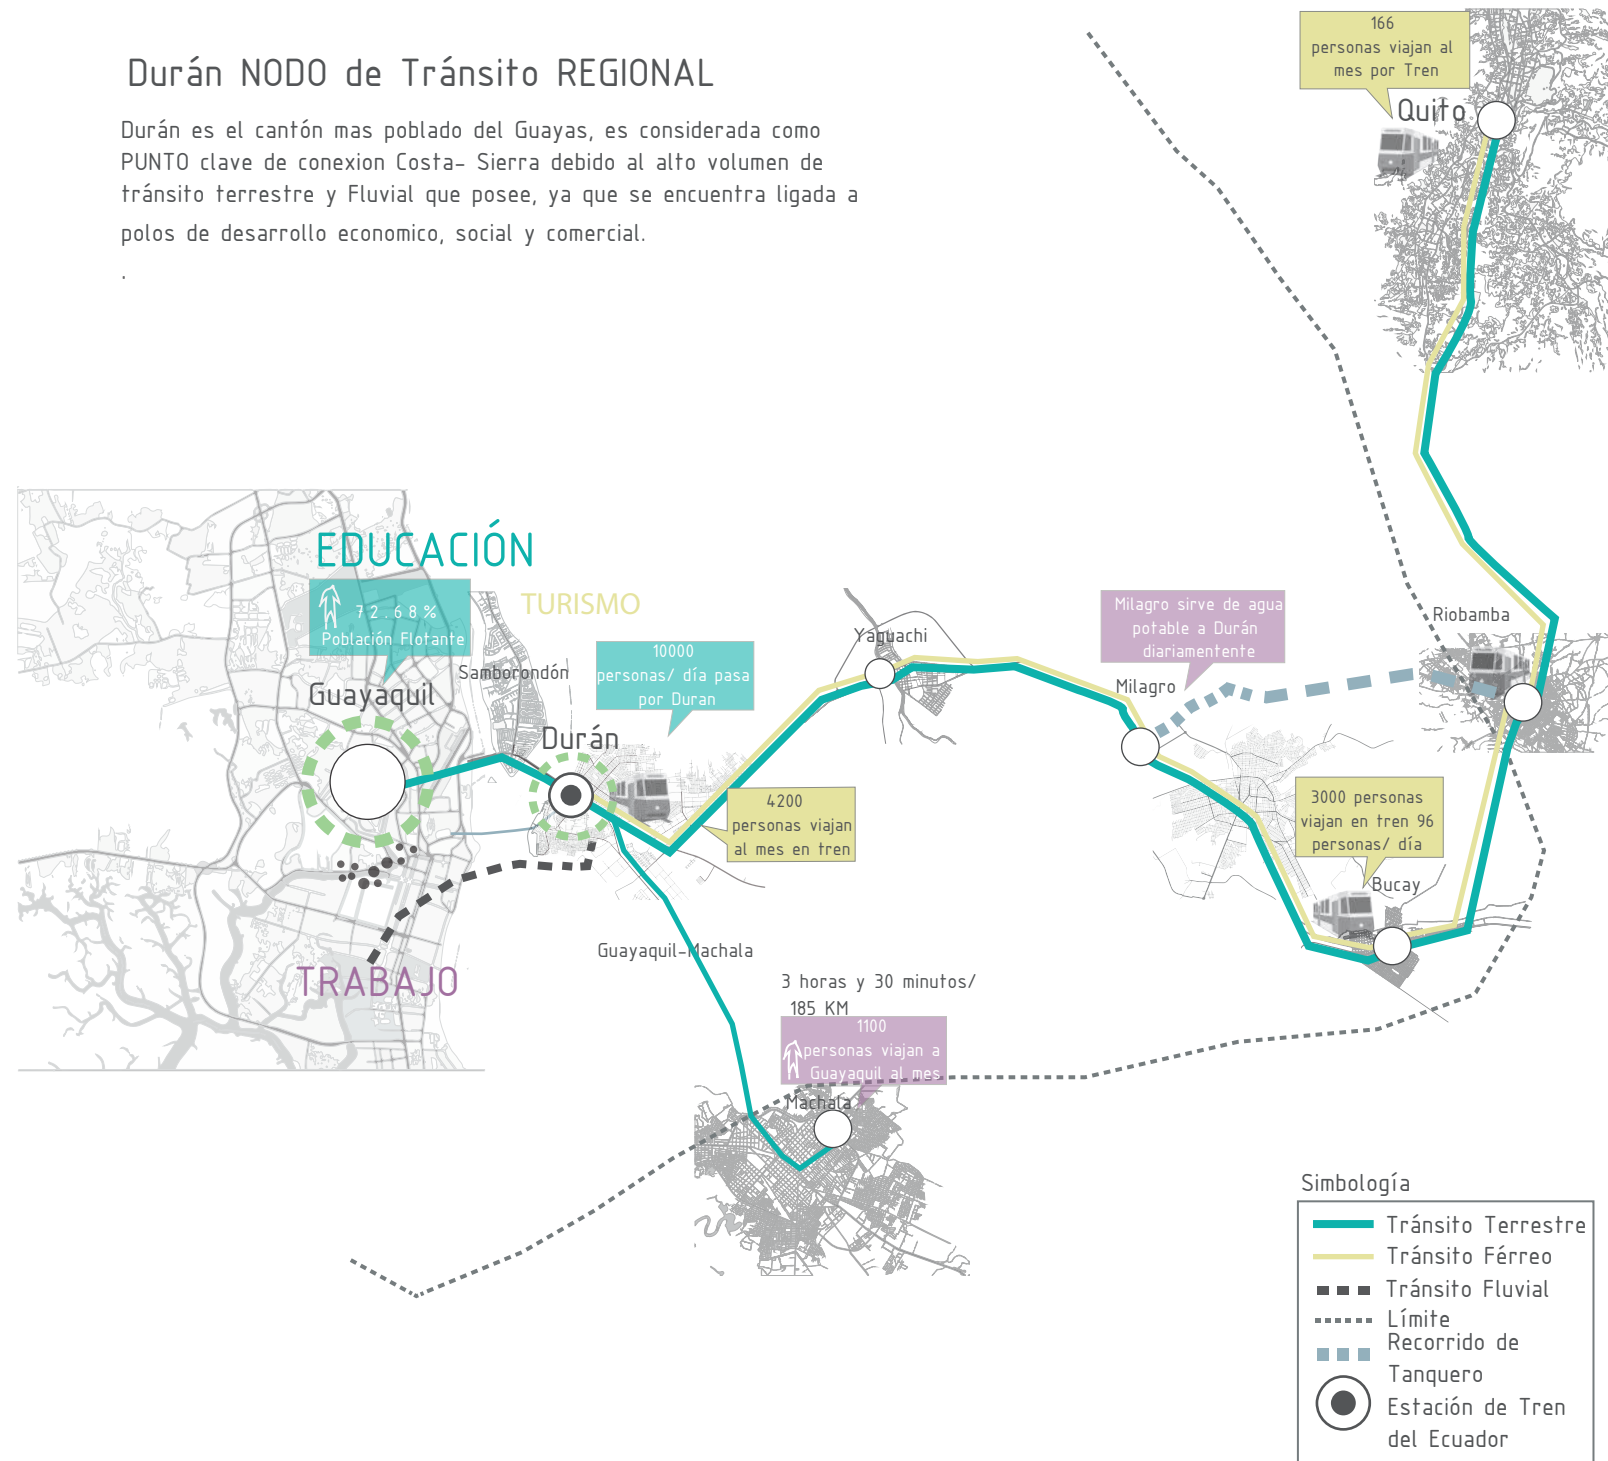 Durán NODO de Tránsito REGIONAL
Durán es el cantón mas poblado del Guayas, es considerada como
PUNTO clave de conexion Costa- Sierra debido al alto volumen de
tránsito terrestre y Fluvial que posee, ya que se encuentra ligada a
polos de desarrollo economico, social y comercial.
.
166
personas viajan al
mes por Tren
Quito
EDUCACIÓN
72.68%
Población Flotante
Guayaquil
TURISMO
Samborondón
10000
personas/ día pasa
por Duran
Durán
4200
personas viajan
al mes en tren
Yaguachi
Milagro sirve de agua
potable a Durán
diariamentente
Milagro
Riobamba
3000 personas
viajan en tren 96
personas/ día
Bucay
TRABAJO
Guayaquil-Machala
3 horas y 30 minutos/
185 KM
1100
personas viajan a
Guayaquil al mes
Machala
Simbología
Tránsito Terrestre
Tránsito Férreo
Tránsito Fluvial
Límite
Recorrido de
Tanquero
Estación de Tren
del Ecuador